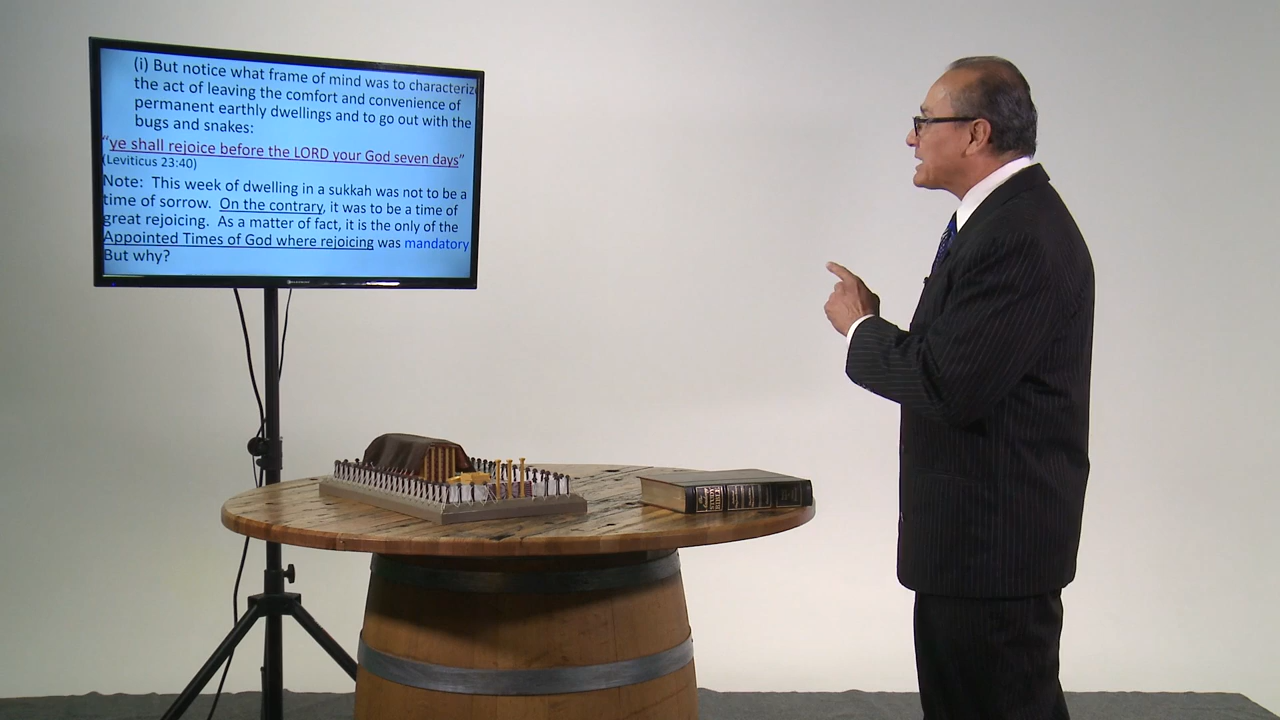 (i) But notice what frame of mind was to characterize
the act of leaving the comfort and convenience of
permanent earthly dwellings and to go out with the
bugs and snakes:
“ye shall rejoice before the LORD your God seven days”
(Leviticus 23:40)
Note: This week of dwelling in a sukkah was not to be a
time of sorrow. On the contrary, it was to be a time of
great rejoicing. As a matter of fact, it is the only of the
Appointed Times of God where rejoicing was mandatory
But why?
STUDY
BIBLE